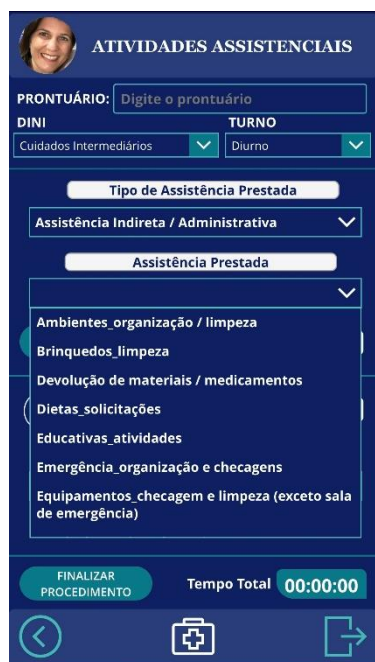 ATIVIDADES ASSISTENCIAIS
PRONTUÁRIO: Digite o prontuário
DINI TURNO
Cuidados Intermediários Diurno
Tipo de Assistência Prestada
Assistência Indireta / Administrativa
Assistência Prestada
Ambientes_organização / limpeza
Brinquedos_limpeza
Devolução de materiais / medicamentos
Dietas_solicitações
Educativas_atividades
Emergência_organização e checagens
Equipamentos_checagem e limpeza (exceto sala
de emergência)
FINALIZAR
PROCEDIMENTO
Tempo Total 00:00:00